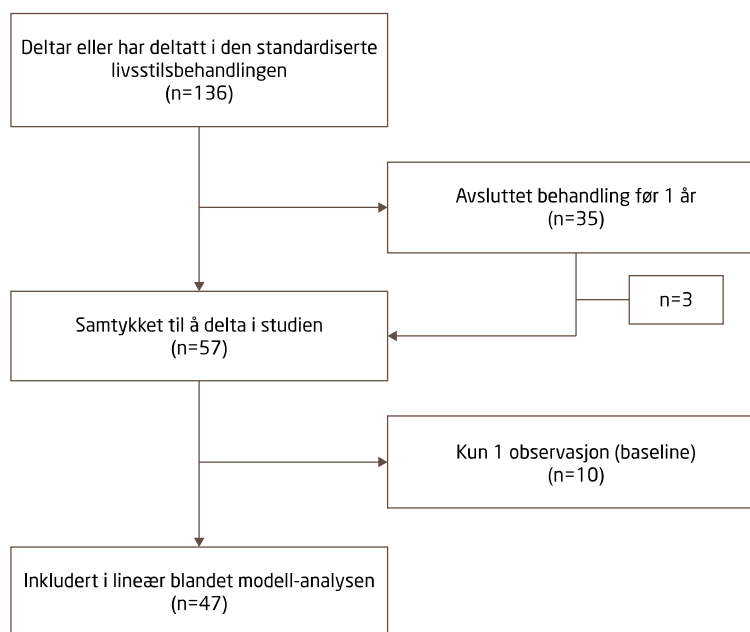 Deltar eller har deltatt i den standardiserte
livsstilsbehandlingen
(n=136)
Avsluttet behandling før 1 år
(n=35)
n=3
Samtykket til å delta i studien
(n=57)
Kun 1 observasjon (baseline)
(n=10)
Inkludert i lineær blandet modell-analysen
(n=47)